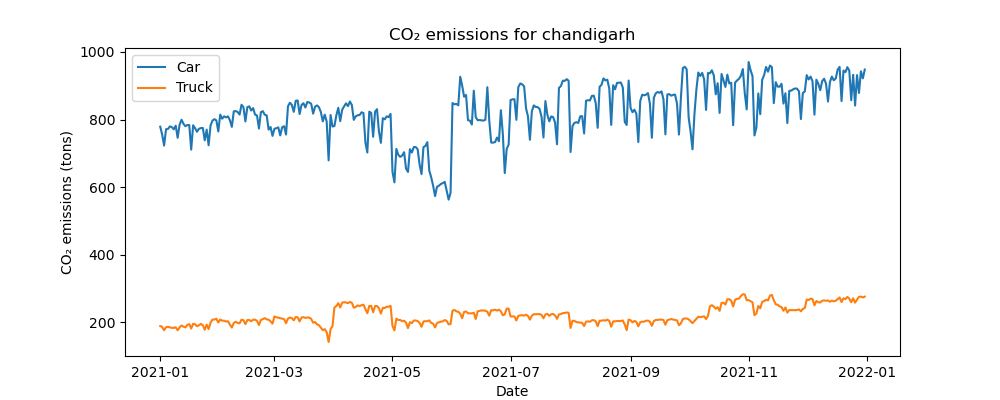 CO₂ emissions for chandigarh
Car
Truck
CO₂ emissions (tons)
1000
800
600
400
200
2021-01 2021-03 2021-05 2021-07 2021-09 2021-11 2022-01
Date